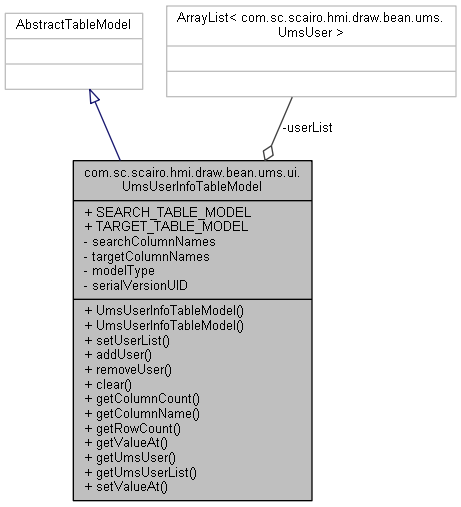 AbstractTableModel
ArrayList< com.sc.scairo.hmi.draw.bean.ums.
UmsUser >
-userList
com.sc.scairo.hmi.draw.bean.ums.ui.
UmsUserInfoTableModel
+ SEARCH_TABLE_MODEL
+ TARGET_TABLE_MODEL
- searchColumnNames
- targetColumnNames
- modelType
- serialVersionUID
+ UmsUserInfoTableModel()
+ UmsUserInfoTableModel()
+ setUserList()
+ addUser()
+ removeUser()
+ clear()
+ getColumnCount()
+ getColumnName()
+ getRowCount()
+ getValueAt()
+ getUmsUser()
+ getUmsUserList()
+ setValueAt()